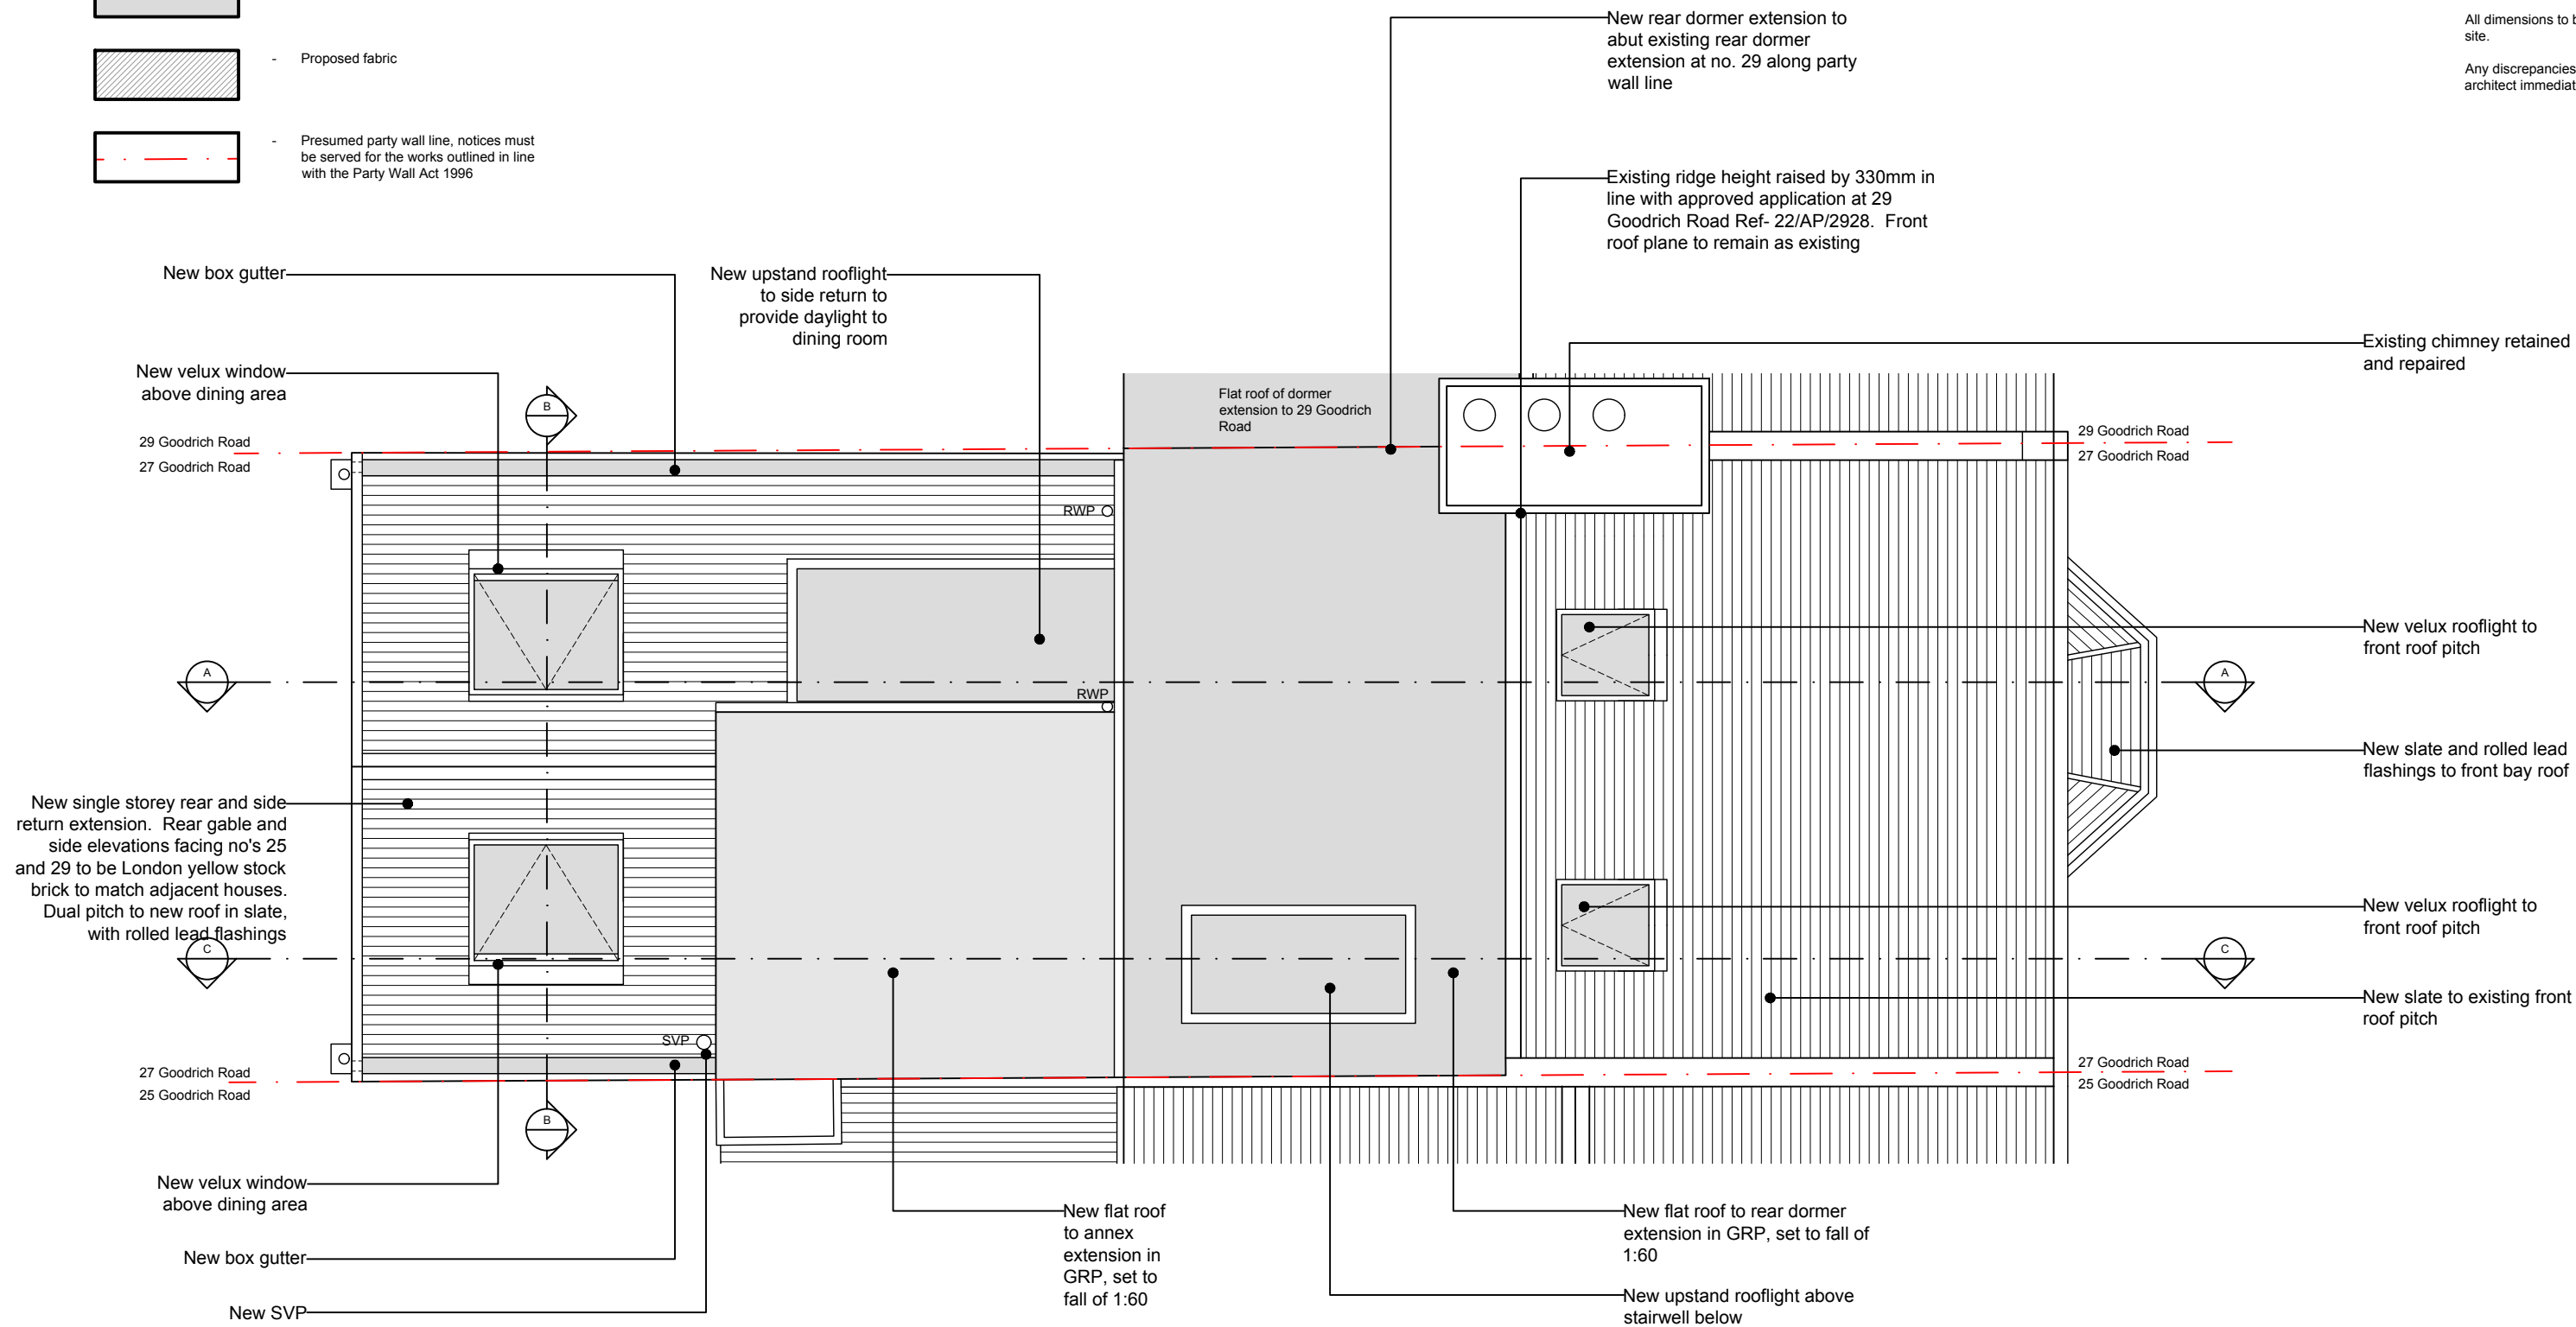 All dimensions to b
site.
Any discrepancies
architect immediat
- Proposed fabric
- Presumed party wall line, notices must
be served for the works outlined in line
with the Party Wall Act 1996
New rear dormer extension to
abut existing rear dormer
extension at no. 29 along party
wall line
Existing ridge height raised by 330mm in
line with approved application at 29
Goodrich Road Ref- 22/AP/2928. Front
roof plane to remain as existing
New box gutter
New upstand rooflight
to side return to
provide daylight to
dining room
Existing chimney retained
and repaired
New velux window
above dining area
Flat roof of dormer
extension to 29 Goodrich
Road
B
29 Goodrich Road
27 Goodrich Road
29 Goodrich Road
27 Goodrich Road
RWP
New velux rooflight to
front roof pitch
A
A
RWP
New slate and rolled lead
flashings to front bay roof
New single storey rear and side
return extension. Rear gable and
side elevations facing no's 25
and 29 to be London yellow stock
brick to match adjacent houses.
Dual pitch to new roof in slate,
with rolled lead flashings
New velux rooflight to
front roof pitch
C
C
New slate to existing front
roof pitch
SVP
27 Goodrich Road
25 Goodrich Road
27 Goodrich Road
25 Goodrich Road
B
New velux window
above dining area
New flat roof
to annex
extension in
GRP, set to
fall of 1:60
New flat roof to rear dormer
extension in GRP, set to fall of
1:60
New box gutter
New upstand rooflight above
stairwell below
New SVP